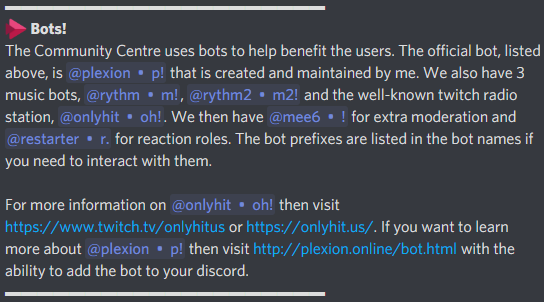 Bots!
The Community Centre uses bots to help benefit the users. The official bot, listed
above, is @plexion • p! that is created and maintained by me. We also have 3
music bots, @rythm • m!, @rythm2 • m2! and the well-known twitch radio
station, @onlyhit • oh!. We then have @mee6 • ! for extra moderation and
@restarter • r. for reaction roles. The bot prefixes are listed in the bot names if
you need to interact with them.
For more information on @onlyhit • oh! then visit
https://www.twitch.tv/onlyhitus or https://onlyhit.us/. If you want to learn
more about @plexion • p! then visit http://plexion.online/bot.html with the
ability to add the bot to your discord.